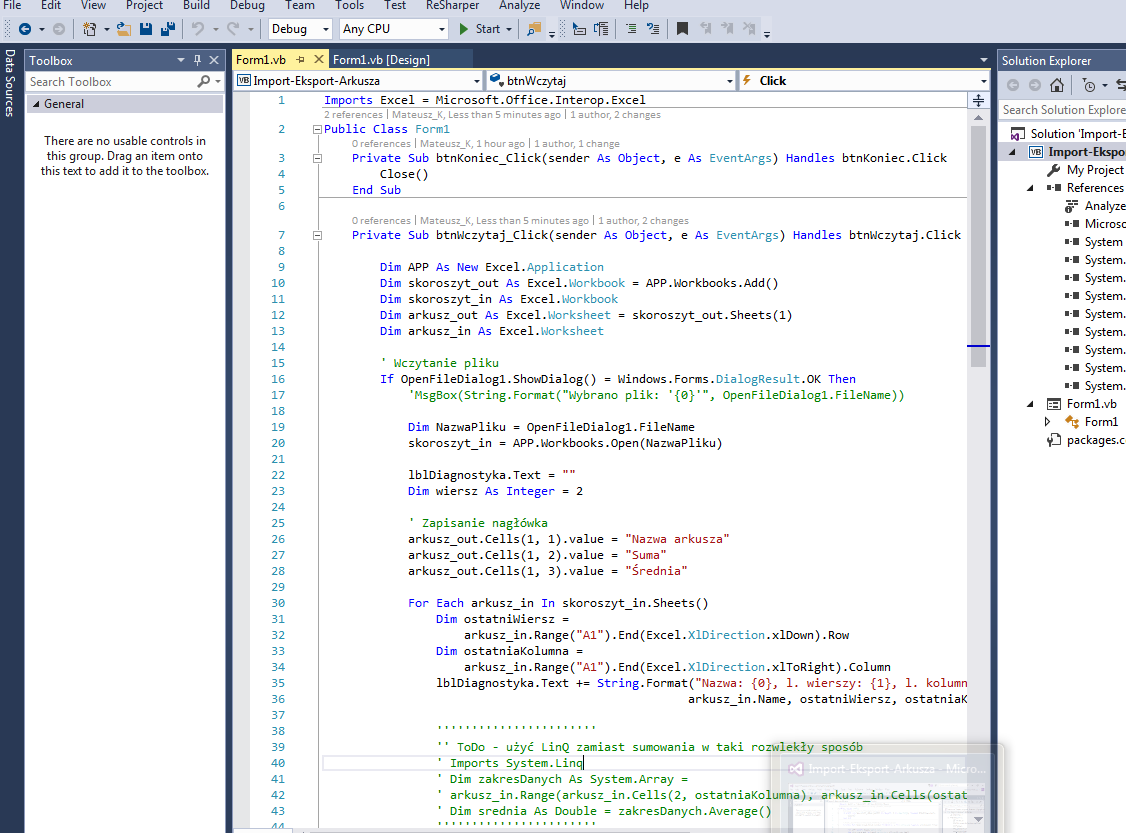 File Edit View Project Build Debug Team Tools Test ReSharper Analyze Window Help
Debug Any CPU Start
Data Sources
Toolbox
Search Toolbox
General
There are no usable controls in
this group. Drag an item onto
this text to add it to the toolbox.
Form1.vb Form1.vb [Design]
VB Import-Eksport-Arkusza btnWczytaj Click
1 Imports Excel = Microsoft.Office.Interop.Excel
2 references | Mateusz_K, Less than 5 minutes ago | 1 author, 2 changes
2 Public Class Form1
0 references | Mateusz_K, 1 hour ago | 1 author, 1 change
3 Private Sub btnKoniec_Click(sender As Object, e As EventArgs) Handles btnKoniec.Click
4 Close()
5 End Sub
6
0 references | Mateusz_K, Less than 5 minutes ago | 1 author, 2 changes
7 Private Sub btnWczytaj_Click(sender As Object, e As EventArgs) Handles btnWczytaj.Click
8
9 Dim APP As New Excel.Application
10 Dim skoroszyt_out As Excel.Workbook = APP.Workbooks.Add()
11 Dim skoroszyt_in As Excel.Workbook
12 Dim arkusz_out As Excel.Worksheet = skoroszyt_out.Sheets(1)
13 Dim arkusz_in As Excel.Worksheet
14
15 ' Wczytanie pliku
16 If OpenFileDialog1.ShowDialog() = Windows.Forms.DialogResult.OK Then
17 'MsgBox(String.Format("Wybrano plik: '{0}'", OpenFileDialog1.FileName))
18
19 Dim NazwaPliku = OpenFileDialog1.FileName
20 skoroszyt_in = APP.Workbooks.Open(NazwaPliku)
21
22 lblDiagnostyka.Text = ""
23 Dim wiersz As Integer = 2
24
25 ' Zapisanie nagłówka
26 arkusz_out.Cells(1, 1).value = "Nazwa arkusza"
27 arkusz_out.Cells(1, 2).value = "Suma"
28 arkusz_out.Cells(1, 3).value = "Średnia"
29
30 For Each arkusz_in In skoroszyt_in.Sheets()
31 Dim ostatniWiersz =
32 arkusz_in.Range("A1").End(Excel.XlDirection.xlDown).Row
33 Dim ostatniaKolumna =
34 arkusz_in.Range("A1").End(Excel.XlDirection.xlToRight).Column
35 lblDiagnostyka.Text += String.Format("Nazwa: {0}, l. wierszy: {1}, l. kolumn
36 arkusz_in.Name, ostatniWiersz, ostatniaK
37
38 '''''''''''''''''''''''
39 '' ToDo - użyć LinQ zamiast sumowania w taki rozwlekły sposób
40 ' Imports System.Linq
41 ' Dim zakresDanych As System.Array =
42 ' arkusz_in.Range(arkusz_in.Cells(2, ostatniaKolumna), arkusz_in.Cells(ostat
43 ' Dim srednia As Double = zakresDanych.Average()
44 '''''''''''''''''''''''
Import-Eksport-Arkusza - Micro...
Solution Explorer
Search Solution Explore
Solution 'Import-E
VB Import-Ekspo
My Project
References
Analyze
Microso
System
System.
System.
System.
System.
System.
System.
System.
System.
Form1.vb
Form1
packages.c